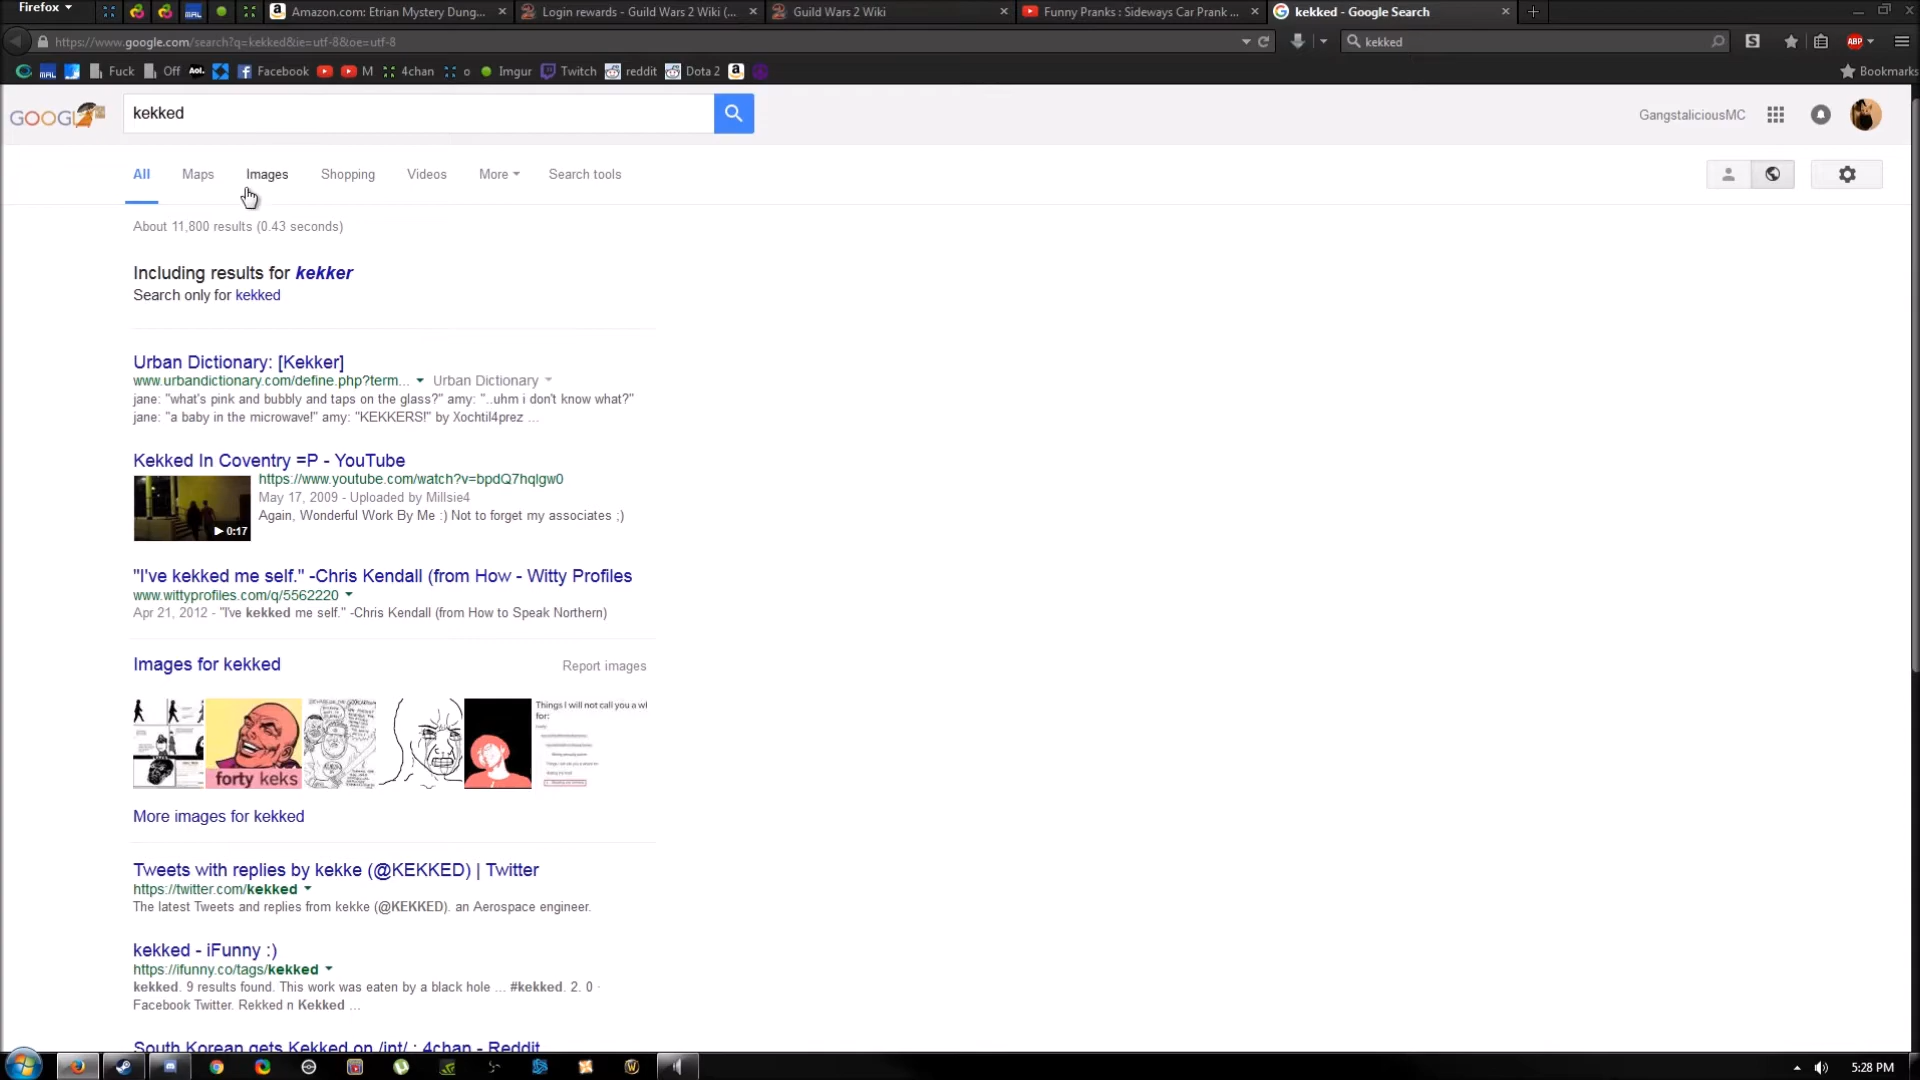 Firefox
Amazon.com: Etrian Mystery Dung...
Login rewards - Guild Wars 2 Wiki (...
Guild Wars 2 Wiki
Funny Pranks : Sideways Car Prank ...
kekked - Google Search
https://www.google.com/search?q=kekked&ie=utf-8&oe=utf-8
kekked
S
ABP
MAL
Fuck
Off
Aol.
Facebook
M
4chan
o
Imgur
Twitch
reddit
Dota 2
Bookmarks
GOOGL
kekked
GangstaliciousMC
All
Maps
Images
Shopping
Videos
More
Search tools
About 11,800 results (0.43 seconds)
Including results for kekker
Search only for kekked
Urban Dictionary: [Kekker]
www.urbandictionary.com/define.php?term... Urban Dictionary
jane: "what's pink and bubbly and taps on the glass?" amy: "..uhm i don't know what?"
jane: "a baby in the microwave!" amy: "KEKKERS!" by Xochtil4prez ...
Kekked In Coventry =P - YouTube
https://www.youtube.com/watch?v=bpdQ7hqlgw0
May 17, 2009 - Uploaded by Millsie4
Again, Wonderful Work By Me :) Not to forget my associates ;)
0:17
"I've kekked me self." -Chris Kendall (from How - Witty Profiles
www.wittyprofiles.com/q/5562220
Apr 21, 2012 - "I've kekked me self." -Chris Kendall (from How to Speak Northern)
Images for kekked
Report images
forty keks
Things I will not call you a wl
for:
More images for kekked
Tweets with replies by kekke (@KEKKED) | Twitter
https://twitter.com/kekked
The latest Tweets and replies from kekke (@KEKKED). an Aerospace engineer.
kekked - iFunny :)
https://ifunny.co/tags/kekked
kekked. 9 results found. This work was eaten by a black hole ... #kekked. 2. 0 ·
Facebook Twitter. Rekked n Kekked ...
South Korean gets Kekked on /int/ : 4chan - Reddit
5:28 PM